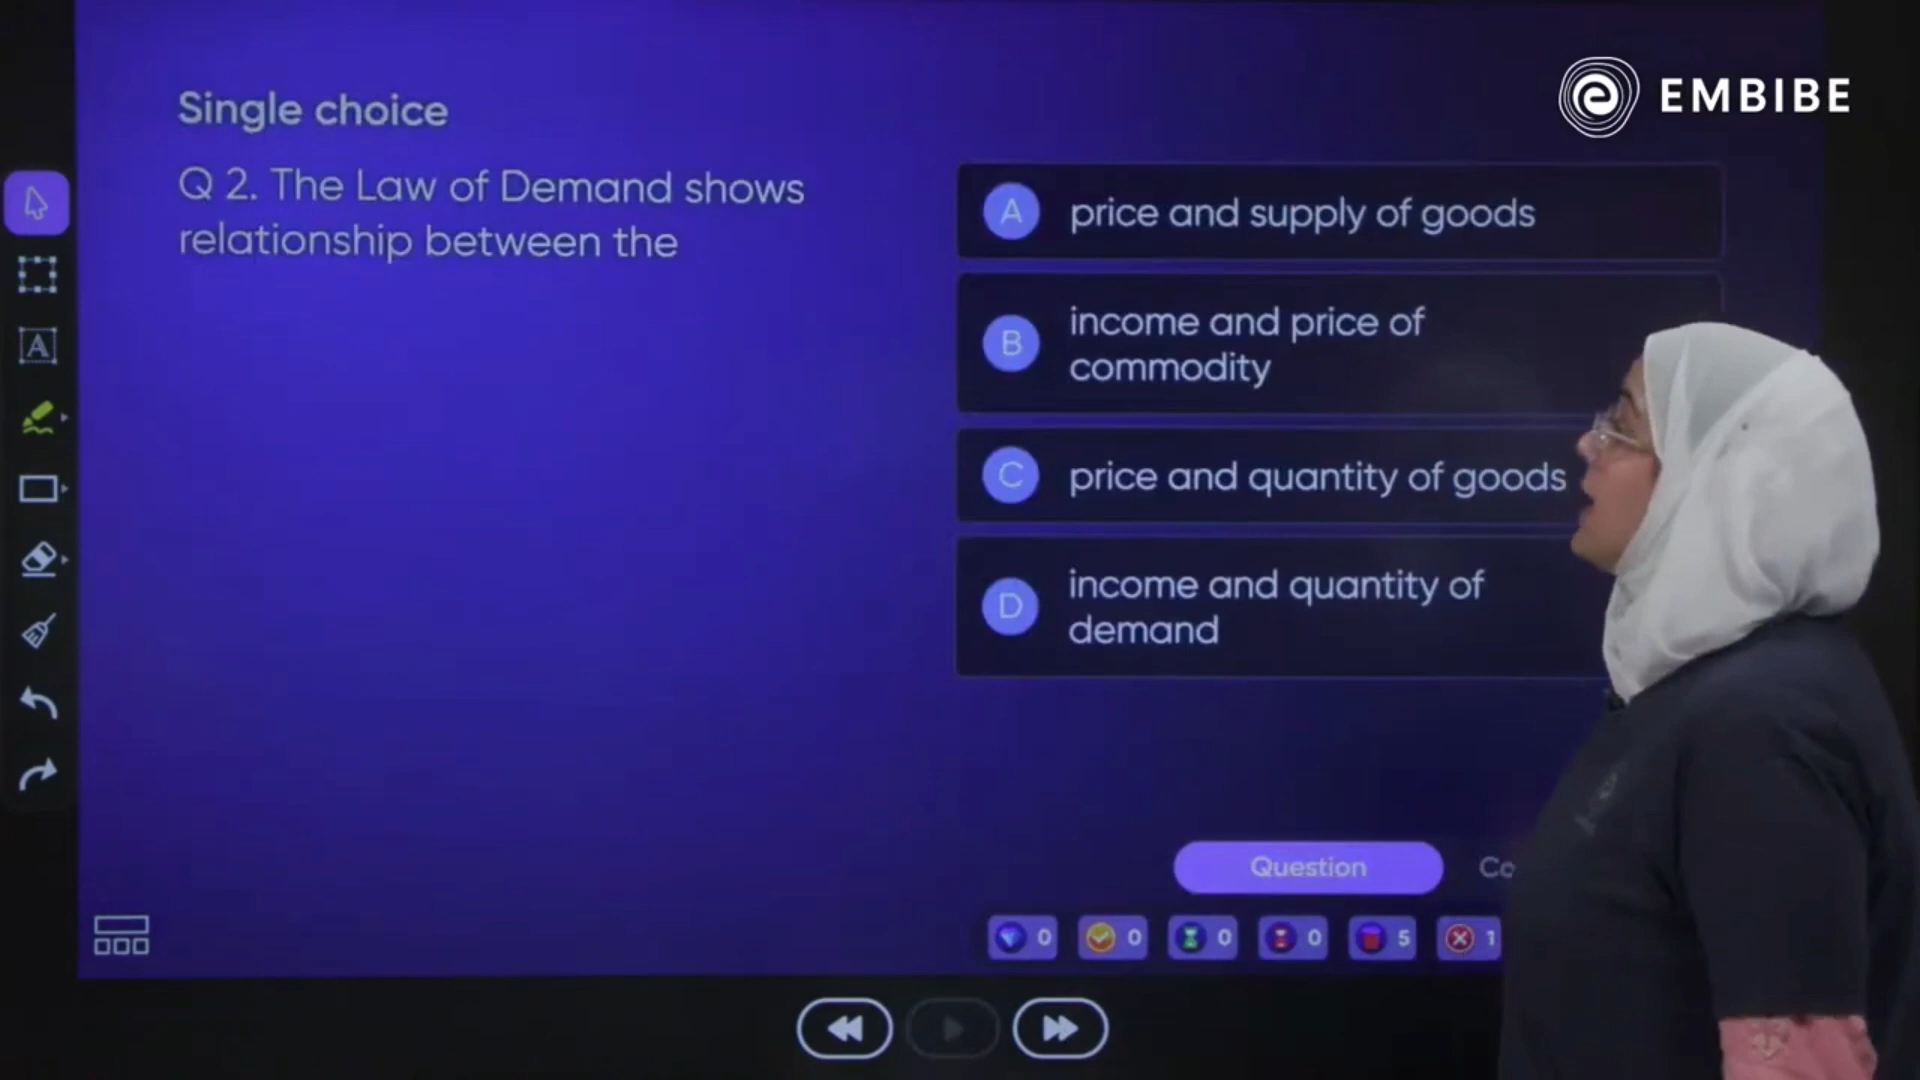 EMBIBE
Single choice
Q 2. The Law of Demand shows
relationship between the
A price and supply of goods
B income and price of
commodity
C price and quantity of goods
D income and quantity of
demand
A
Question
0 0 0 0 5 1